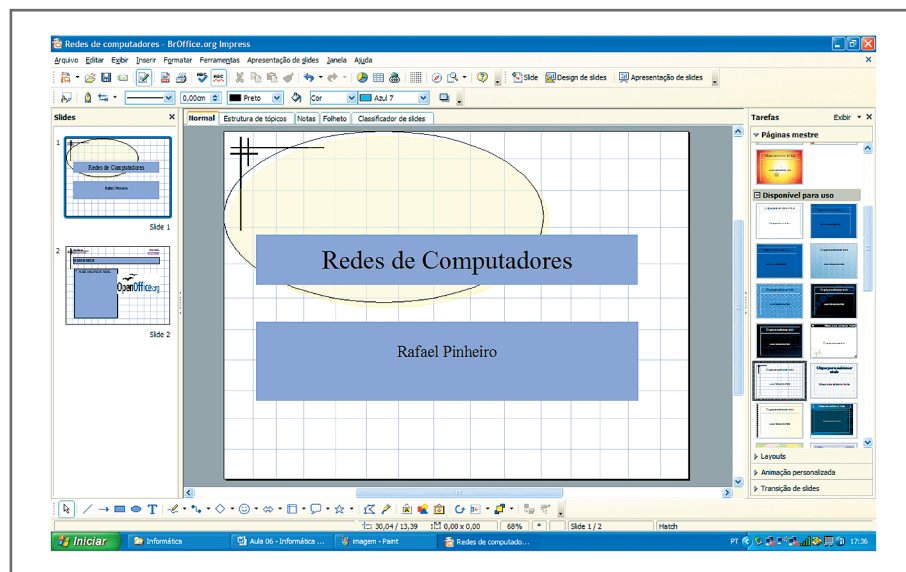 Redes de computadores - BrOffice.org Impress
Arquivo Editar Exibir Inserir Formatar Ferramentas Apresentação de slides Janela Ajuda
Slide Design de slides Apresentação de slides
0,00cm Preto Cor Azul 7
Slides
Normal Estrutura de tópicos Notas Folheto Classificador de slides
Tarefas Exibir
Páginas mestre
1
Redes de Computadores
Rafael Pinheiro
Slide 1
2
OpenOffice.org
Slide 2
Redes de Computadores
Rafael Pinheiro
Disponível para uso
Layouts
Animação personalizada
Transição de slides
30,04 / 13,39 0,00 x 0,00 68% * Slide 1 / 2 Hatch
Iniciar Informática Aula 06 - Informática ... imagem - Paint Redes de computado... PT 17:36